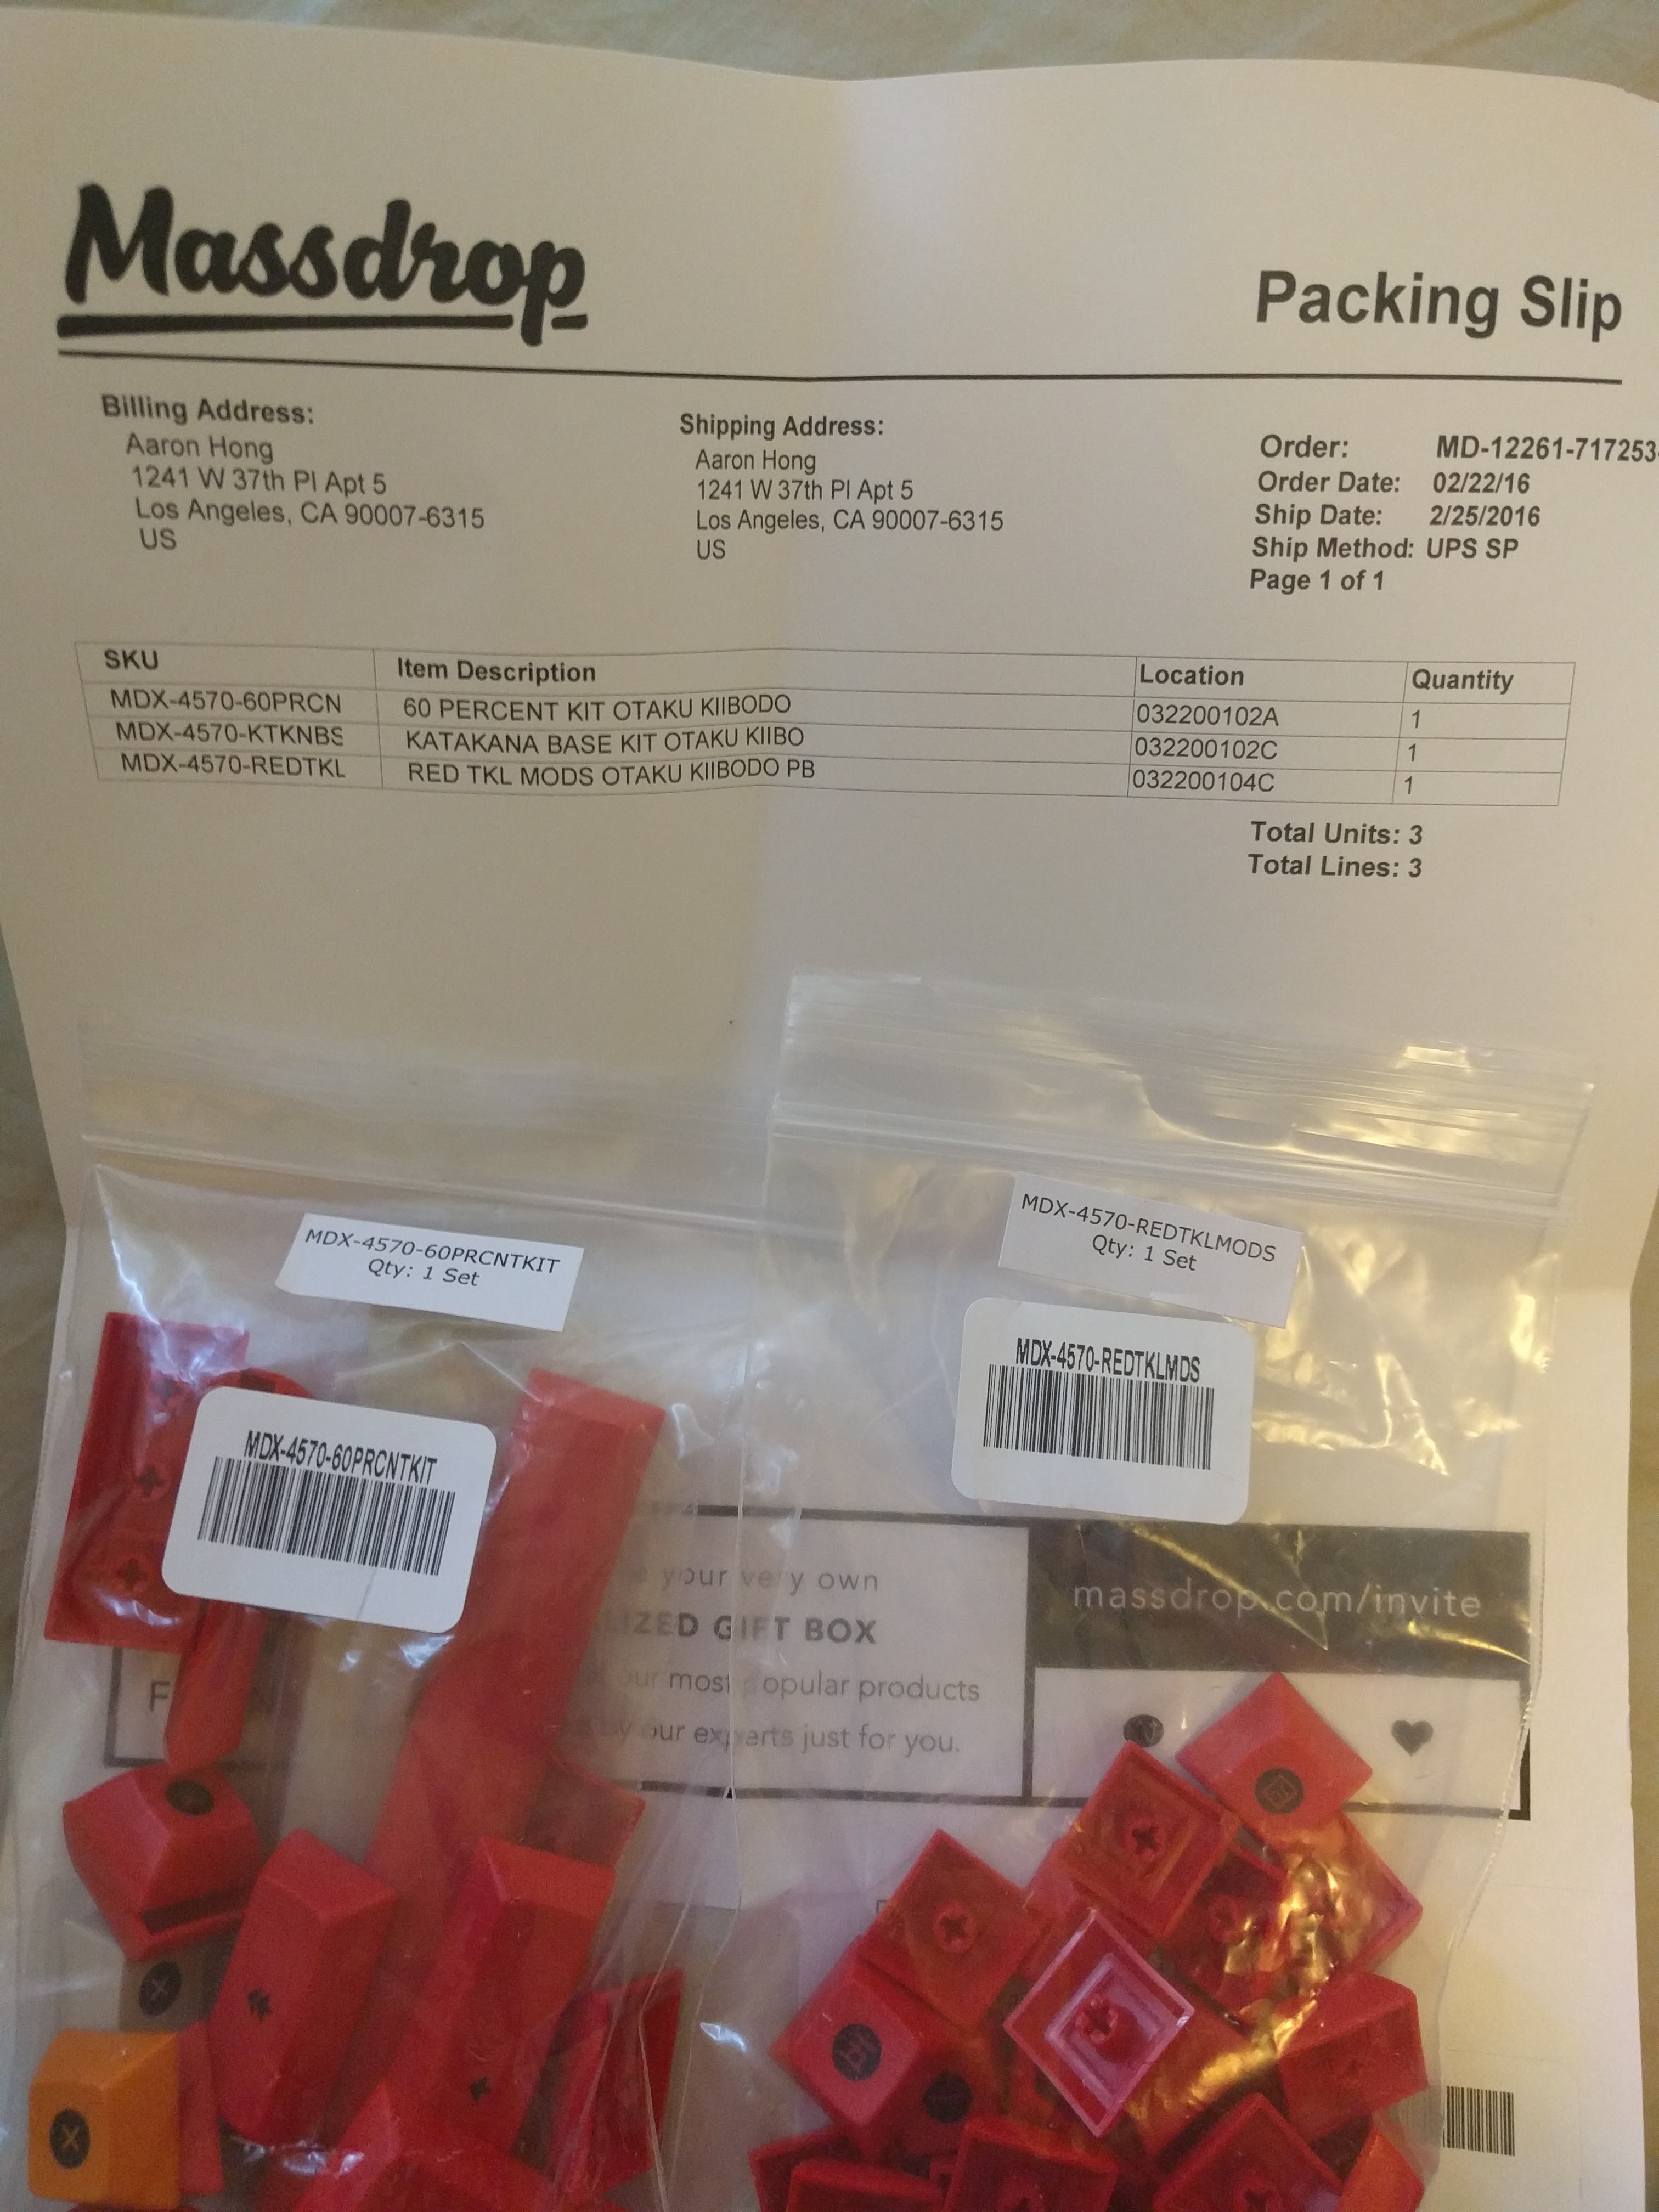 Massdrop
Packing Slip
Billing Address:
Aaron Hong
1241 W 37th Pl Apt 5
Los Angeles, CA 90007-6315
US
Shipping Address:
Aaron Hong
1241 W 37th Pl Apt 5
Los Angeles, CA 90007-6315
US
Order: MD-12261-717253
Order Date: 02/22/16
Ship Date: 2/25/2016
Ship Method: UPS SP
Page 1 of 1
SKU Item Description Location Quantity
MDX-4570-60PRCN 60 PERCENT KIT OTAKU KIIBODO 032200102A 1
MDX-4570-KTKNBS KATAKANA BASE KIT OTAKU KIIBO 032200102C 1
MDX-4570-REDTKL RED TKL MODS OTAKU KIIBODO PB 032200104C 1
Total Units: 3
Total Lines: 3
MDX-4570-60PRCNTKIT
Qty: 1 Set
MDX-4570-REDTKLMODS
Qty: 1 Set
MDX-4570-60PRCNTKIT
MDX-4570-REDTKLMDS
your very own
LIZED GIFT BOX
our most popular products
by our experts just for you.
massdrop.com/invite